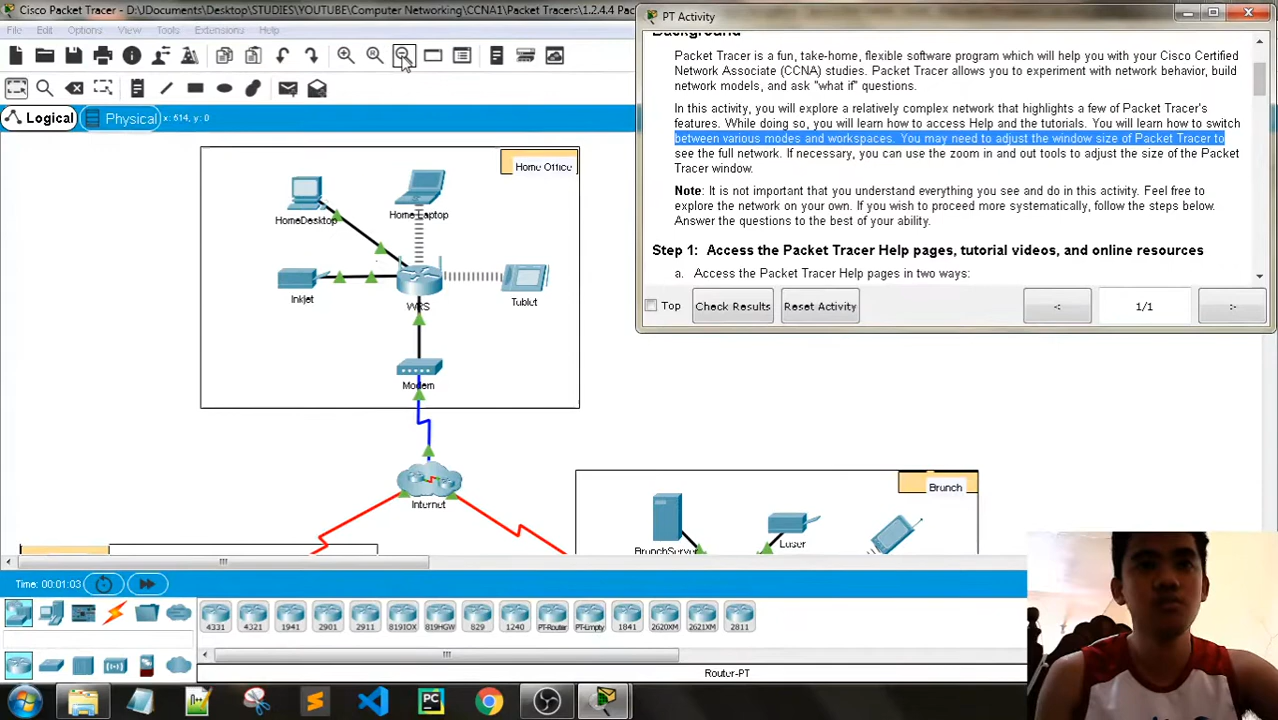 Cisco Packet Tracer - D:\JDocuments\Desktop\STUDIES\YOUTUBE\Computer Networking\CCNA1\Packet Tracers\1.2.4.4 Pac
File Edit Options View Tools Extensions Help
Logical
Physical
x: 614, y: 0
PT Activity
Background
Packet Tracer is a fun, take-home, flexible software program which will help you with your Cisco Certified
Network Associate (CCNA) studies. Packet Tracer allows you to experiment with network behavior, build
network models, and ask "what if" questions.
In this activity, you will explore a relatively complex network that highlights a few of Packet Tracer's
features. While doing so, you will learn how to access Help and the tutorials. You will learn how to switch
between various modes and workspaces. You may need to adjust the window size of Packet Tracer to
see the full network. If necessary, you can use the zoom in and out tools to adjust the size of the Packet
Tracer window.
Note: It is not important that you understand everything you see and do in this activity. Feel free to
explore the network on your own. If you wish to proceed more systematically, follow the steps below.
Answer the questions to the best of your ability.
Step 1: Access the Packet Tracer Help pages, tutorial videos, and online resources
a. Access the Packet Tracer Help pages in two ways:
Top
Check Results
Reset Activity
<
1/1
>
Home Office
HomeDesktop
Home Laptop
Inkjet
WRS
Tablet
Modem
Internet
Branch
BranchServer
Laser
Time: 00:01:03
4331 4321 1941 2901 2911 819IOX 819HGW 829 1240 PT-Router PT-Empty 1841 2620XM 2621XM 2811
Router-PT